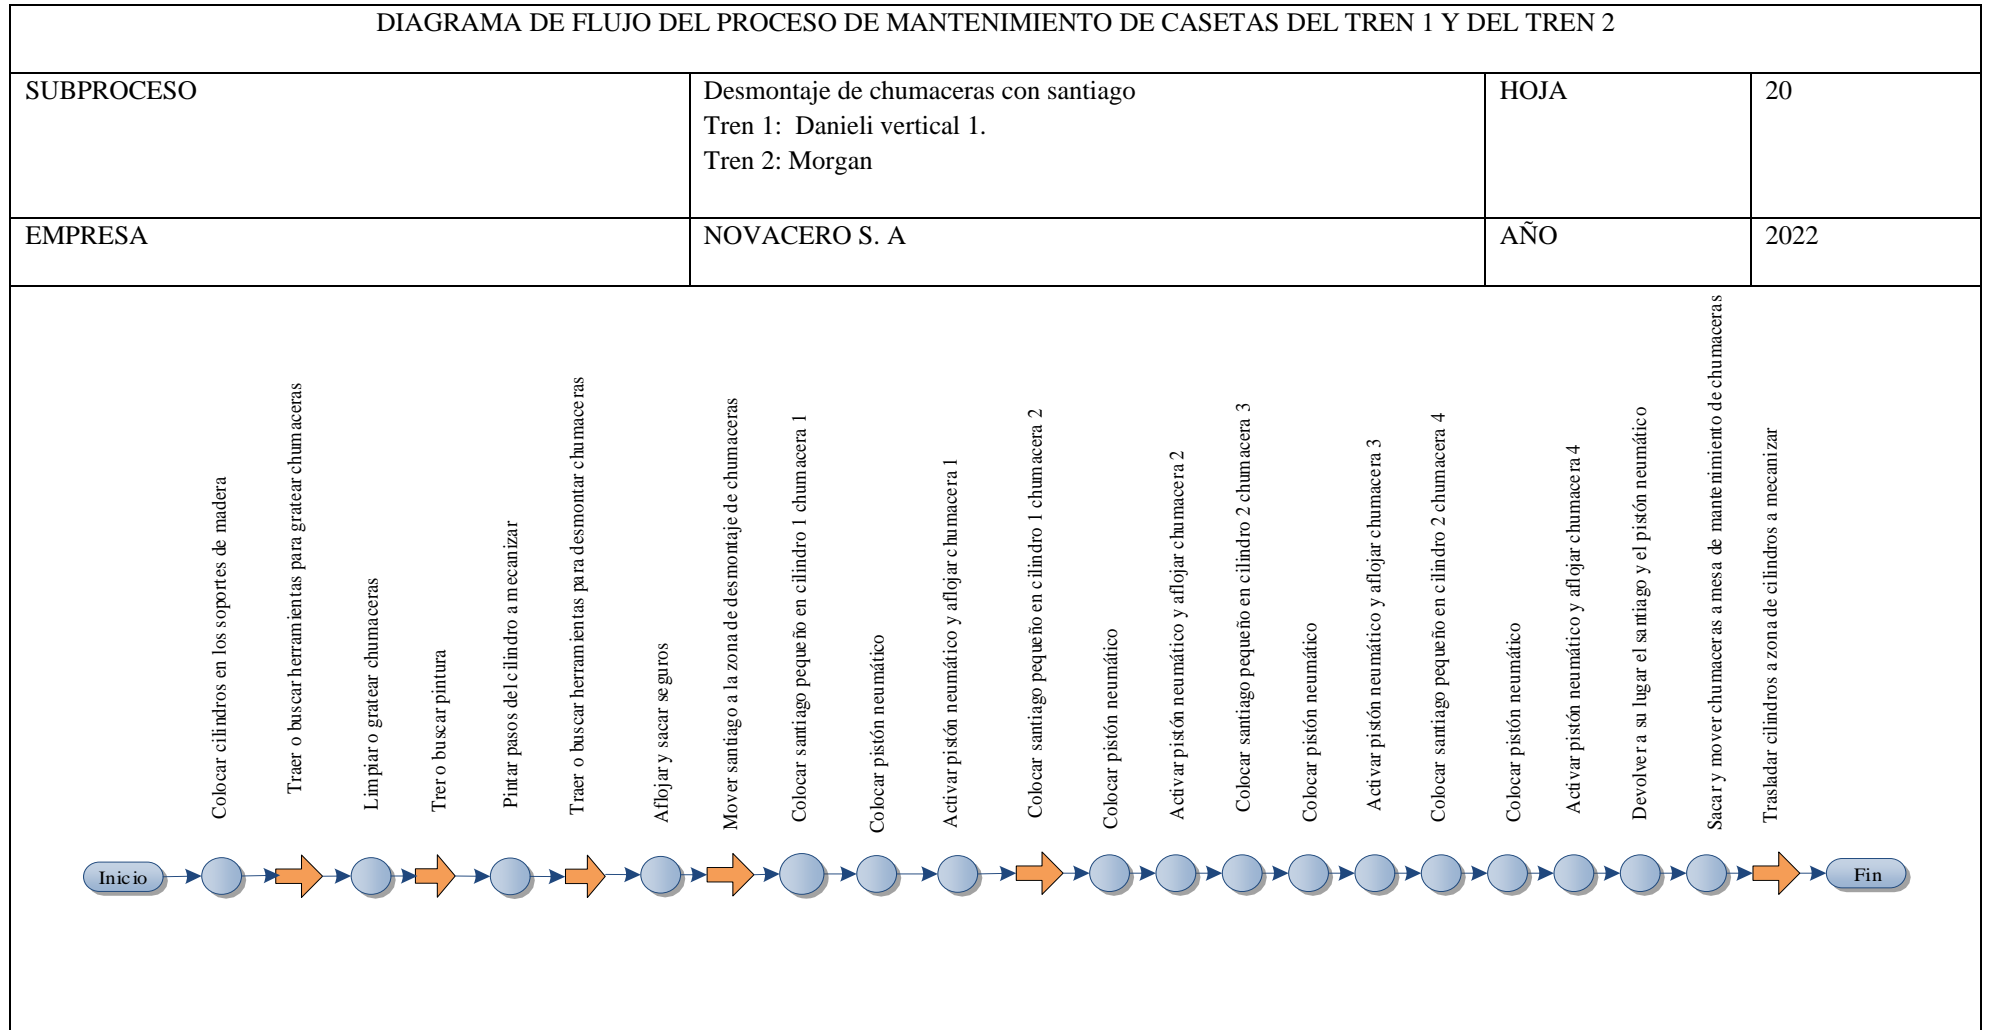 DIAGRAMA DE FLUJO DEL PROCESO DE MANTENIMIENTO DE CASETAS DEL TREN 1 Y DEL TREN 2
SUBPROCESO
Desmontaje de chumaceras con santiago
Tren 1: Danieli vertical 1.
Tren 2: Morgan
HOJA
20
EMPRESA
NOVACERO S. A
AÑO
2022
Colocar cilindros en los soportes de madera
Traer o buscar herramientas para gratear chumaceras
Limpiar o gratear chumaceras
Trer o buscar pintura
Pintar pasos del cilindro a mecanizar
Traer o buscar herramientas para desmontar chumaceras
Aflojar y sacar seguros
Mover santiago a la zona de desmontaje de chumaceras
Colocar santiago pequeño en cilindro 1 chumacera 1
Colocar pistón neumático
Activar pistón neumático y aflojar chumacera 1
Colocar santiago pequeño en cilindro 1 chumacera 2
Colocar pistón neumático
Activar pistón neumático y aflojar chumacera 2
Colocar santiago pequeño en cilindro 2 chumacera 3
Colocar pistón neumático
Activar pistón neumático y aflojar chumacera 3
Colocar santiago pequeño en cilindro 2 chumacera 4
Colocar pistón neumático
Activar pistón neumático y aflojar chumacera 4
Devolver a su lugar el santiago y el pistón neumático
Sacar y mover chumaceras a mesa de mantenimiento de chumaceras
Trasladar cilindros a zona de cilindros a mecanizar
Inicio
Fin